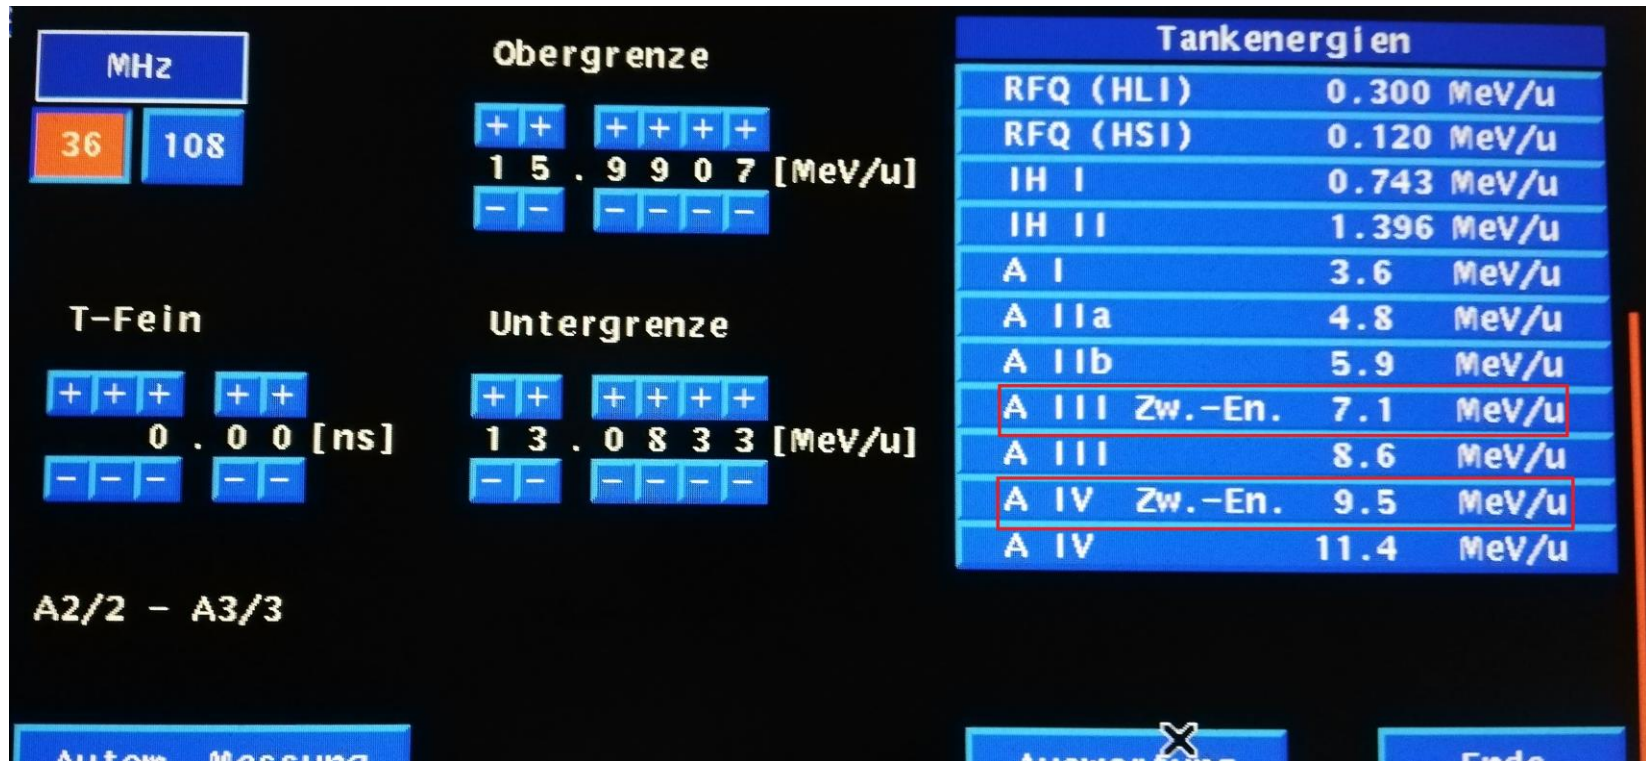 MHz
36 108
Obergrenze
+ + + + + +
1 5 . 9 9 0 7 [MeV/u]
− − − − − −
T-Fein
+ + + + +
0 . 0 0 [ns]
− − − − −
Untergrenze
+ + + + + +
1 3 . 0 8 3 3 [MeV/u]
− − − − − −
A2/2 - A3/3
Tankenergien
RFQ (HLI) 0.300 MeV/u
RFQ (HSI) 0.120 MeV/u
IH I 0.743 MeV/u
IH II 1.396 MeV/u
A I 3.6 MeV/u
A IIa 4.8 MeV/u
A IIb 5.9 MeV/u
A III Zw.-En. 7.1 MeV/u
A III 8.6 MeV/u
A IV Zw.-En. 9.5 MeV/u
A IV 11.4 MeV/u
Autom. Messung
Ende